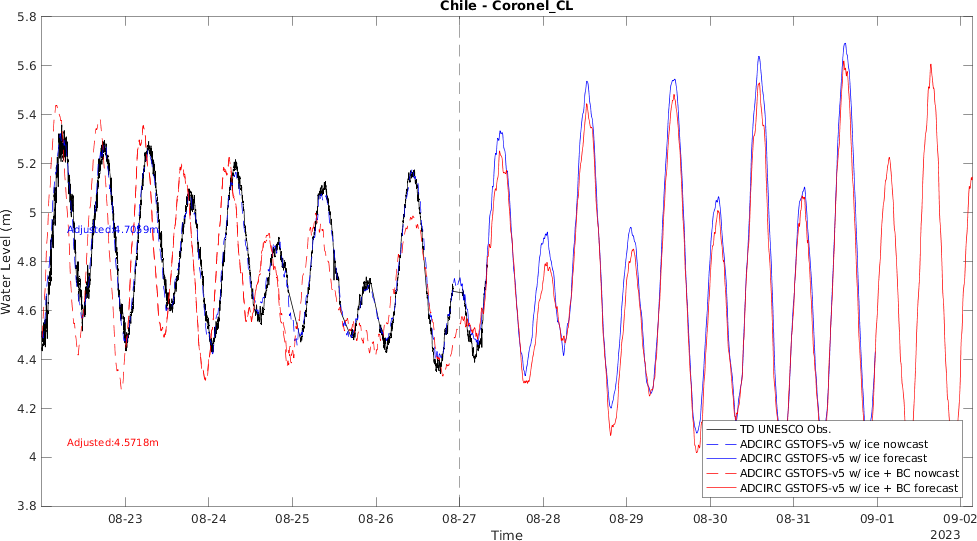 Chile - Coronel_CL
5.8
5.6
5.4
5.2
5
4.8
4.6
4.4
4.2
4
3.8
Water Level (m)
Adjusted:4.7059m
Adjusted:4.5718m
TD UNESCO Obs.
ADCIRC GSTOFS-v5 w/ ice nowcast
ADCIRC GSTOFS-v5 w/ ice forecast
ADCIRC GSTOFS-v5 w/ ice + BC nowcast
ADCIRC GSTOFS-v5 w/ ice + BC forecast
08-23
08-24
08-25
08-26
08-27
08-28
08-29
08-30
08-31
09-01
09-02
2023
Time